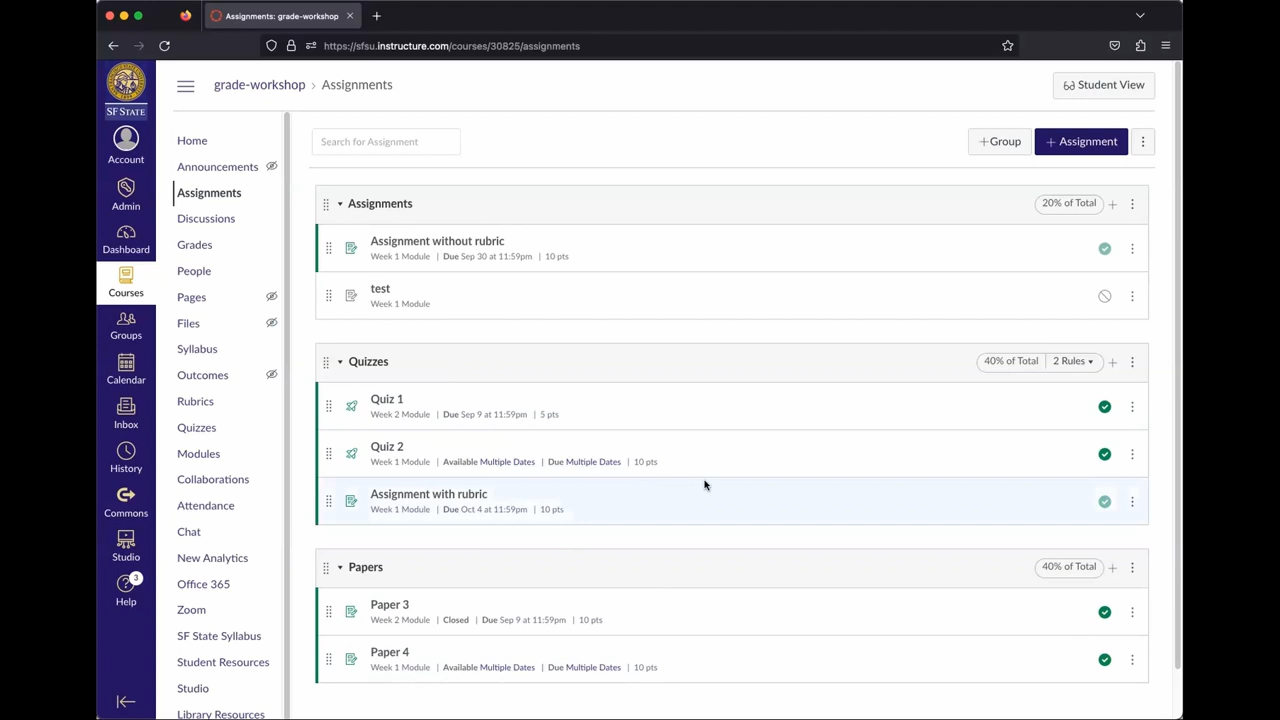 Assignments: grade-workshop
https://sfsu.instructure.com/courses/30825/assignments
SF STATE
Account
Admin
Dashboard
Courses
Groups
Calendar
Inbox
History
Commons
Studio
3
Help
grade-workshop › Assignments
Student View
Home
Announcements
Assignments
Discussions
Grades
People
Pages
Files
Syllabus
Outcomes
Rubrics
Quizzes
Modules
Collaborations
Attendance
Chat
New Analytics
Office 365
Zoom
SF State Syllabus
Student Resources
Studio
Library Resources
Search for Assignment
+Group
+ Assignment
Assignments
20% of Total
Assignment without rubric
Week 1 Module | Due Sep 30 at 11:59pm | 10 pts
test
Week 1 Module
Quizzes
40% of Total
2 Rules
Quiz 1
Week 2 Module | Due Sep 9 at 11:59pm | 5 pts
Quiz 2
Week 1 Module | Available Multiple Dates | Due Multiple Dates | 10 pts
Assignment with rubric
Week 1 Module | Due Oct 4 at 11:59pm | 10 pts
Papers
40% of Total
Paper 3
Week 2 Module | Closed | Due Sep 9 at 11:59pm | 10 pts
Paper 4
Week 1 Module | Available Multiple Dates | Due Multiple Dates | 10 pts